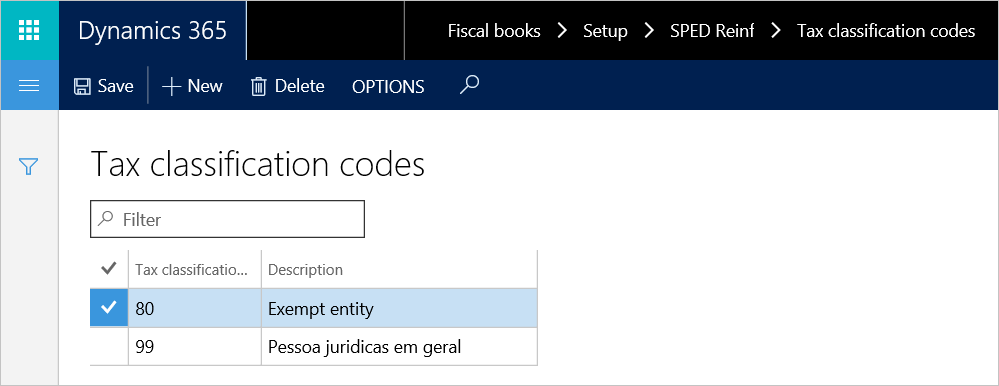 Dynamics 365 Fiscal books > Setup > SPED Reinf > Tax classification codes
Save New Delete OPTIONS
Tax classification codes
Filter
Tax classificatio... Description
80 Exempt entity
99 Pessoa juridicas em geral